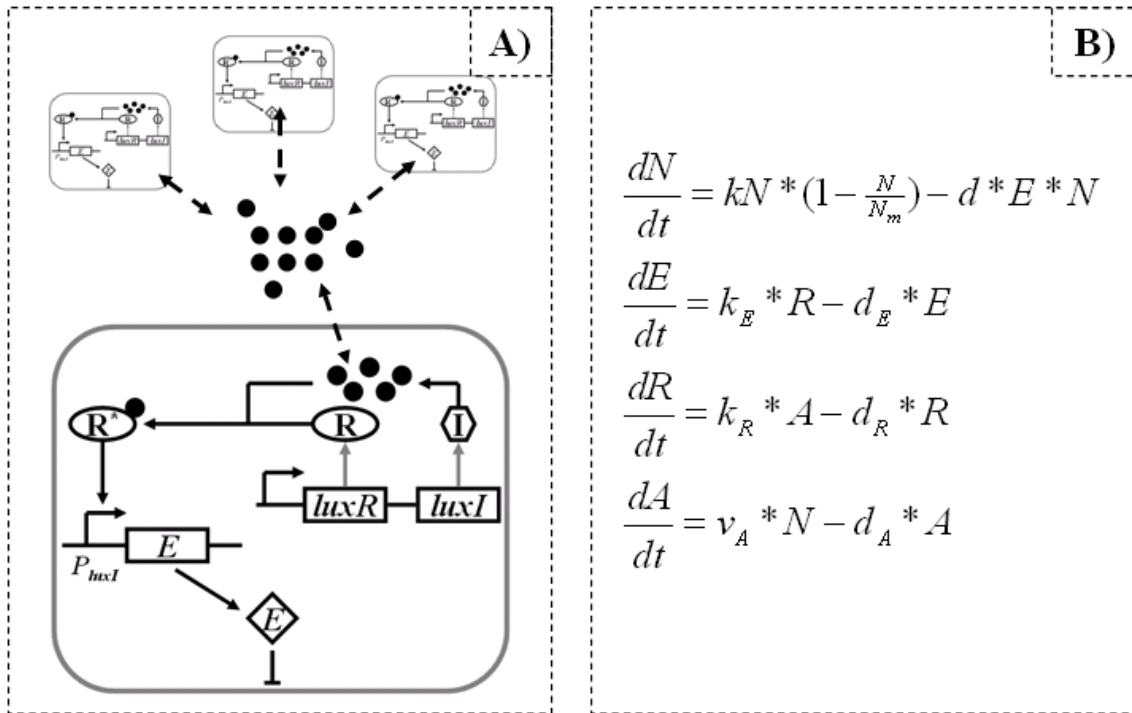 A)
R*
R
I
luxR
luxI
E
P_luxI
E
B)
dN/dt = kN * (1 - N/N_m) - d * E * N
dE/dt = k_E * R - d_E * E
dR/dt = k_R * A - d_R * R
dA/dt = v_A * N - d_A * A